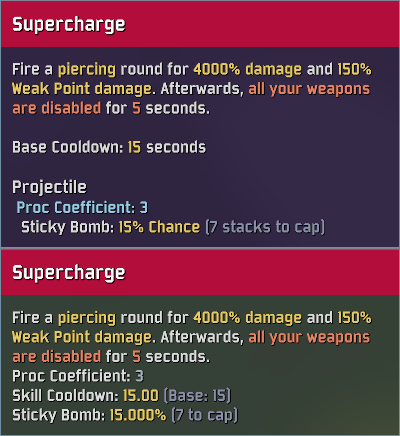 Supercharge
Fire a piercing round for 4000% damage and 150%
Weak Point damage. Afterwards, all your weapons
are disabled for 5 seconds.
Base Cooldown: 15 seconds
Projectile
Proc Coefficient: 3
Sticky Bomb: 15% Chance (7 stacks to cap)
Supercharge
Fire a piercing round for 4000% damage and 150%
Weak Point damage. Afterwards, all your weapons
are disabled for 5 seconds.
Proc Coefficient: 3
Skill Cooldown: 15.00 (Base: 15)
Sticky Bomb: 15.000% (7 to cap)